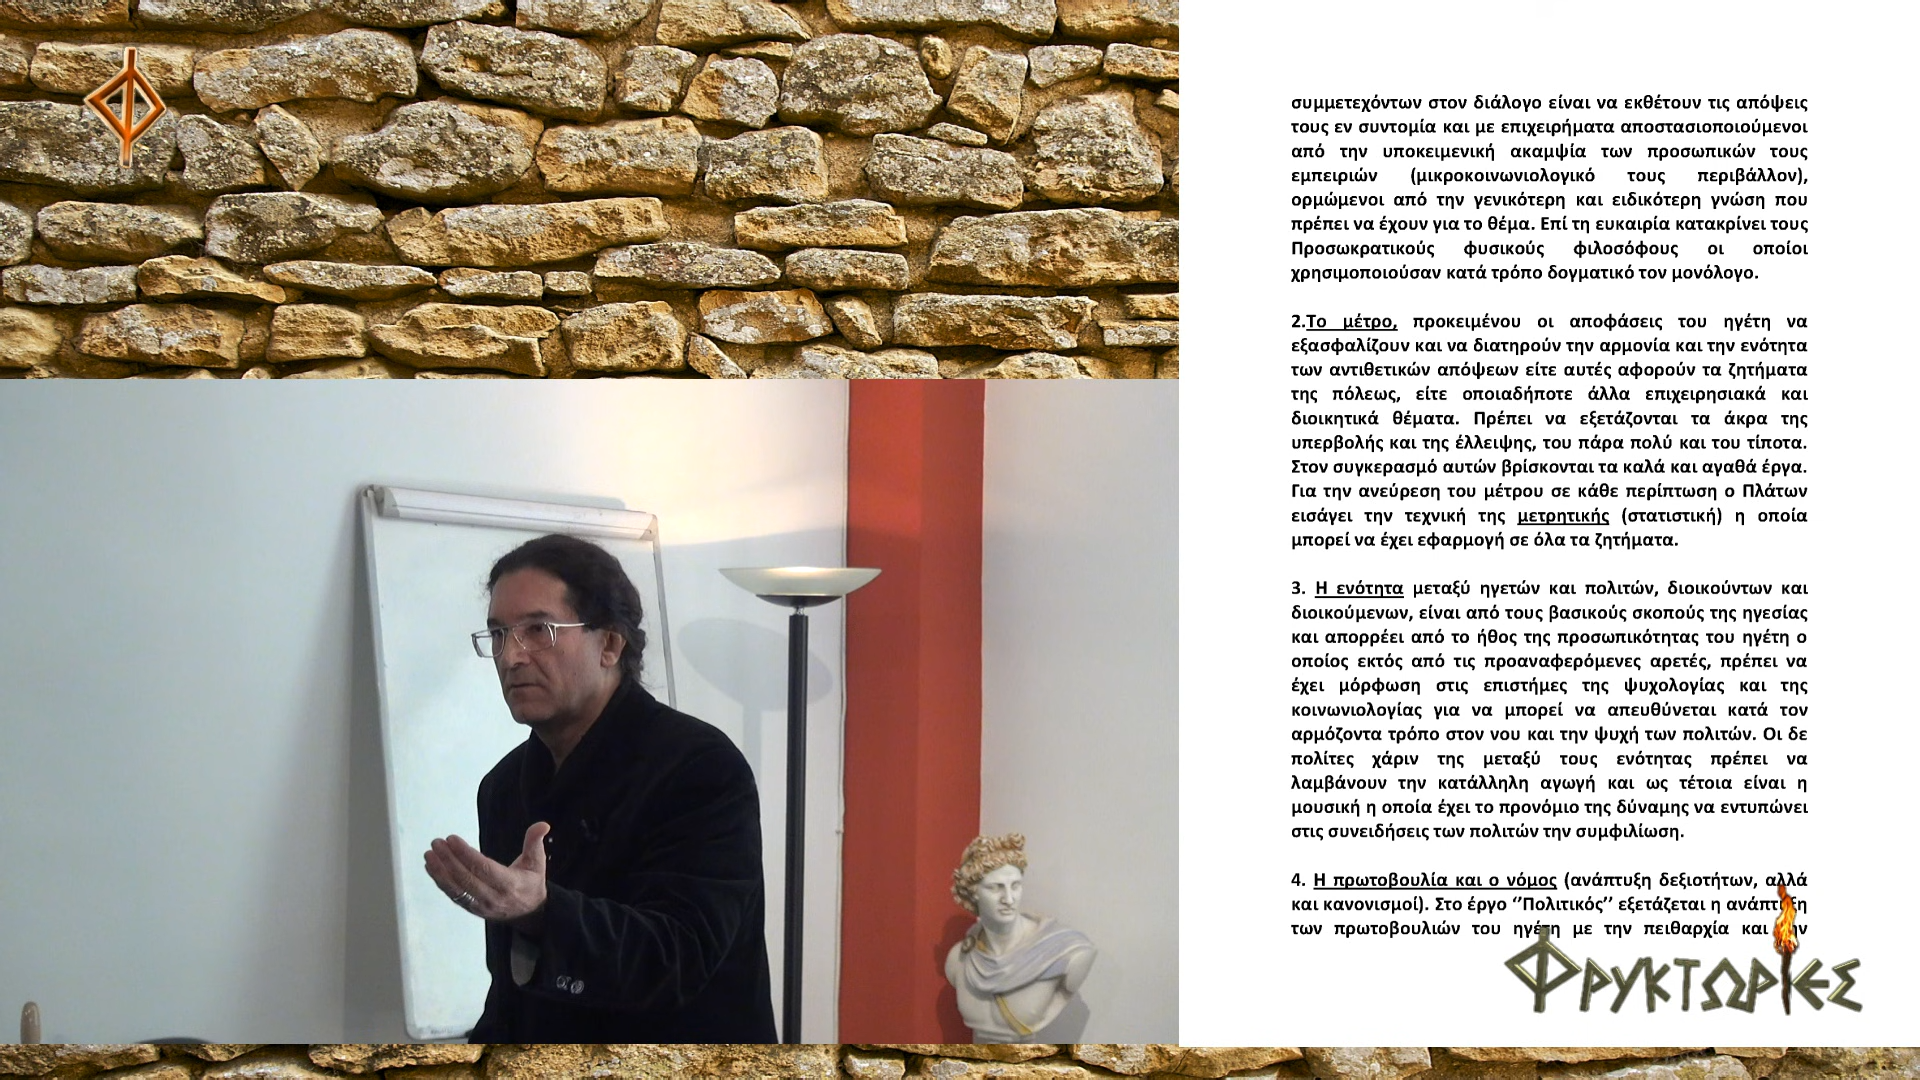 συμμετεχόντων στον διάλογο είναι να εκθέτουν τις απόψεις
τους εν συντομία και με επιχειρήματα αποστασιοποιούμενοι
από την υποκειμενική ακαμψία των προσωπικών τους
εμπειριών (μικροκοινωνιολογικό τους περιβάλλον),
ορμώμενοι από την γενικότερη και ειδικότερη γνώση που
πρέπει να έχουν για το θέμα. Επί τη ευκαιρία κατακρίνει τους
Προσωκρατικούς φυσικούς φιλοσόφους οι οποίοι
χρησιμοποιούσαν κατά τρόπο δογματικό τον μονόλογο.
2.Το μέτρο, προκειμένου οι αποφάσεις του ηγέτη να
εξασφαλίζουν και να διατηρούν την αρμονία και την ενότητα
των αντιθετικών απόψεων είτε αυτές αφορούν τα ζητήματα
της πόλεως, είτε οποιαδήποτε άλλα επιχειρησιακά και
διοικητικά θέματα. Πρέπει να εξετάζονται τα άκρα της
υπερβολής και της έλλειψης, του πάρα πολύ και του τίποτα.
Στον συγκερασμό αυτών βρίσκονται τα καλά και αγαθά έργα.
Για την ανεύρεση του μέτρου σε κάθε περίπτωση ο Πλάτων
εισάγει την τεχνική της μετρητικής (στατιστική) η οποία
μπορεί να έχει εφαρμογή σε όλα τα ζητήματα.
3. Η ενότητα μεταξύ ηγετών και πολιτών, διοικούντων και
διοικούμενων, είναι από τους βασικούς σκοπούς της ηγεσίας
και απορρέει από το ήθος της προσωπικότητας του ηγέτη ο
οποίος εκτός από τις προαναφερόμενες αρετές, πρέπει να
έχει μόρφωση στις επιστήμες της ψυχολογίας και της
κοινωνιολογίας για να μπορεί να απευθύνεται κατά τον
αρμόζοντα τρόπο στον νου και την ψυχή των πολιτών. Οι δε
πολίτες χάριν της μεταξύ τους ενότητας πρέπει να
λαμβάνουν την κατάλληλη αγωγή και ως τέτοια είναι η
μουσική η οποία έχει το προνόμιο της δύναμης να εντυπώνει
στις συνειδήσεις των πολιτών την συμφιλίωση.
4. Η πρωτοβουλία και ο νόμος (ανάπτυξη δεξιοτήτων, αλλά
και κανονισμοί). Στο έργο ‘’Πολιτικός’’ εξετάζεται η ανάπτυξη
των πρωτοβουλιών του ηγέτη με την πειθαρχία και
ΦΡΥΚΤΩΡΙΕΣ